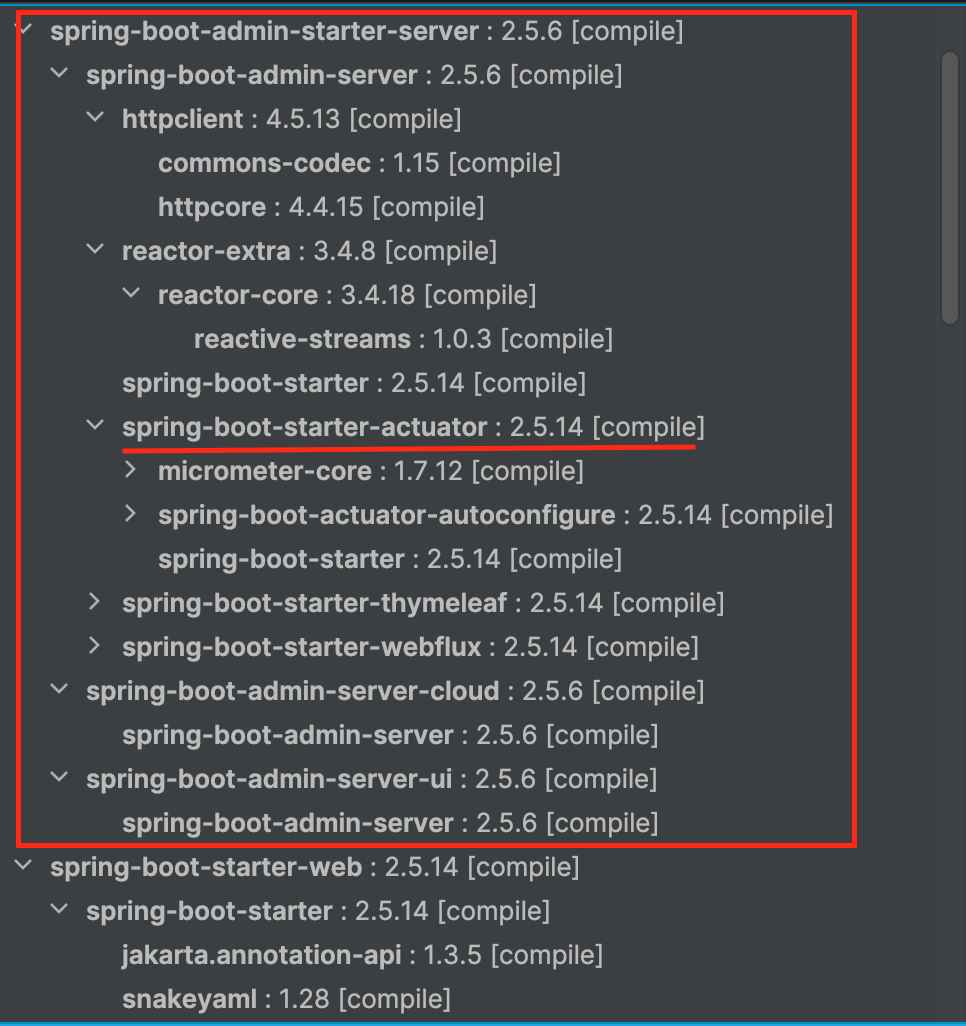 spring-boot-admin-starter-server : 2.5.6 [compile]
spring-boot-admin-server : 2.5.6 [compile]
httpclient : 4.5.13 [compile]
commons-codec : 1.15 [compile]
httpcore : 4.4.15 [compile]
reactor-extra : 3.4.8 [compile]
reactor-core : 3.4.18 [compile]
reactive-streams : 1.0.3 [compile]
spring-boot-starter : 2.5.14 [compile]
spring-boot-starter-actuator : 2.5.14 [compile]
micrometer-core : 1.7.12 [compile]
spring-boot-actuator-autoconfigure : 2.5.14 [compile]
spring-boot-starter : 2.5.14 [compile]
spring-boot-starter-thymeleaf : 2.5.14 [compile]
spring-boot-starter-webflux : 2.5.14 [compile]
spring-boot-admin-server-cloud : 2.5.6 [compile]
spring-boot-admin-server : 2.5.6 [compile]
spring-boot-admin-server-ui : 2.5.6 [compile]
spring-boot-admin-server : 2.5.6 [compile]
spring-boot-starter-web : 2.5.14 [compile]
spring-boot-starter : 2.5.14 [compile]
jakarta.annotation-api : 1.3.5 [compile]
snakeyaml : 1.28 [compile]